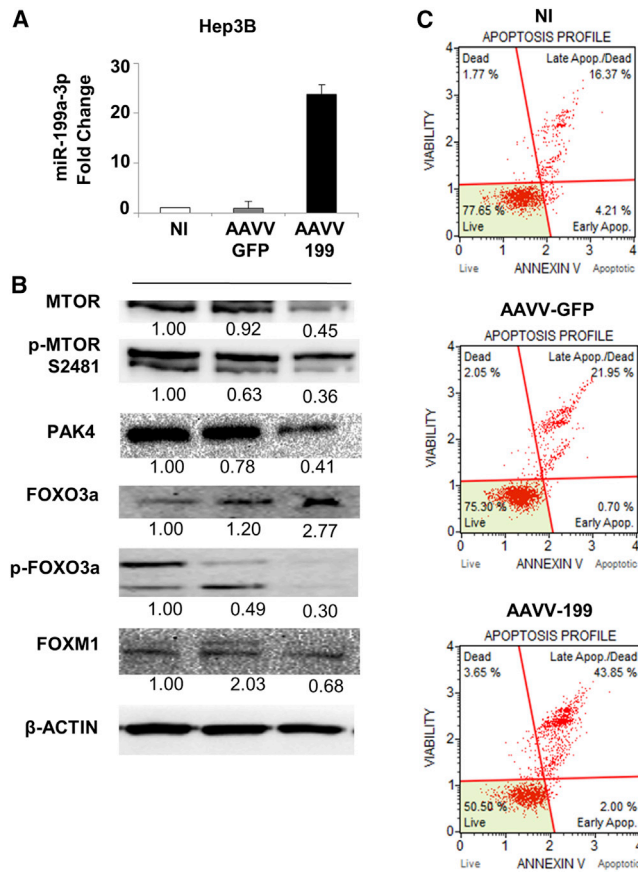 A
Hep3B
miR-199a-3p
Fold Change
30
20
10
0
NI
AAVV
GFP
AAVV
199
B
MTOR
1.00 0.92 0.45
p-MTOR
S2481
1.00 0.63 0.36
PAK4
1.00 0.78 0.41
FOXO3a
1.00 1.20 2.77
p-FOXO3a
1.00 0.49 0.30
FOXM1
1.00 2.03 0.68
β-ACTIN
C
NI
APOPTOSIS PROFILE
Dead
1.77 %
Late Apop./Dead
16.37 %
VIABILITY
4
3
2
1
0
77.65 %
Live
4.21 %
Early Apop.
0 1 2 3 4
Live ANNEXIN V Apoptotic
AAVV-GFP
APOPTOSIS PROFILE
Dead
2.05 %
Late Apop./Dead
21.95 %
VIABILITY
4
3
2
1
0
75.30 %
Live
0.70 %
Early Apop.
0 1 2 3 4
Live ANNEXIN V Apoptotic
AAVV-199
APOPTOSIS PROFILE
Dead
3.65 %
Late Apop./Dead
43.85 %
VIABILITY
4
3
2
1
0
50.50 %
Live
2.00 %
Early Apop.
0 1 2 3 4
Live ANNEXIN V Apoptotic